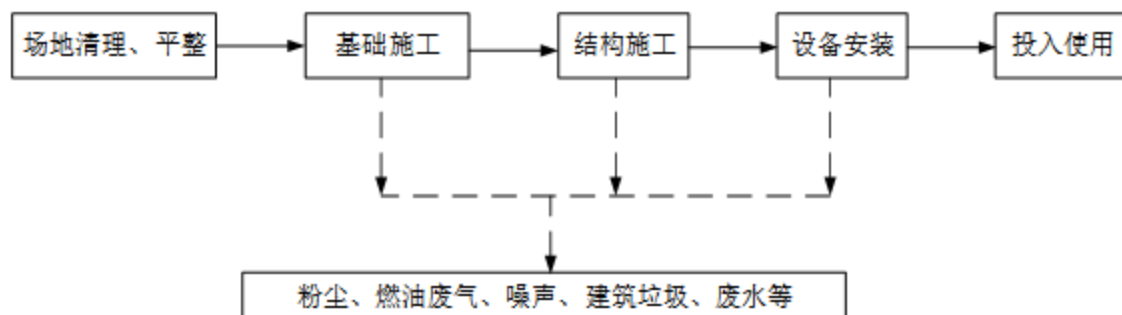 场地清理、平整
基础施工
结构施工
设备安装
投入使用
粉尘、燃油废气、噪声、建筑垃圾、废水等